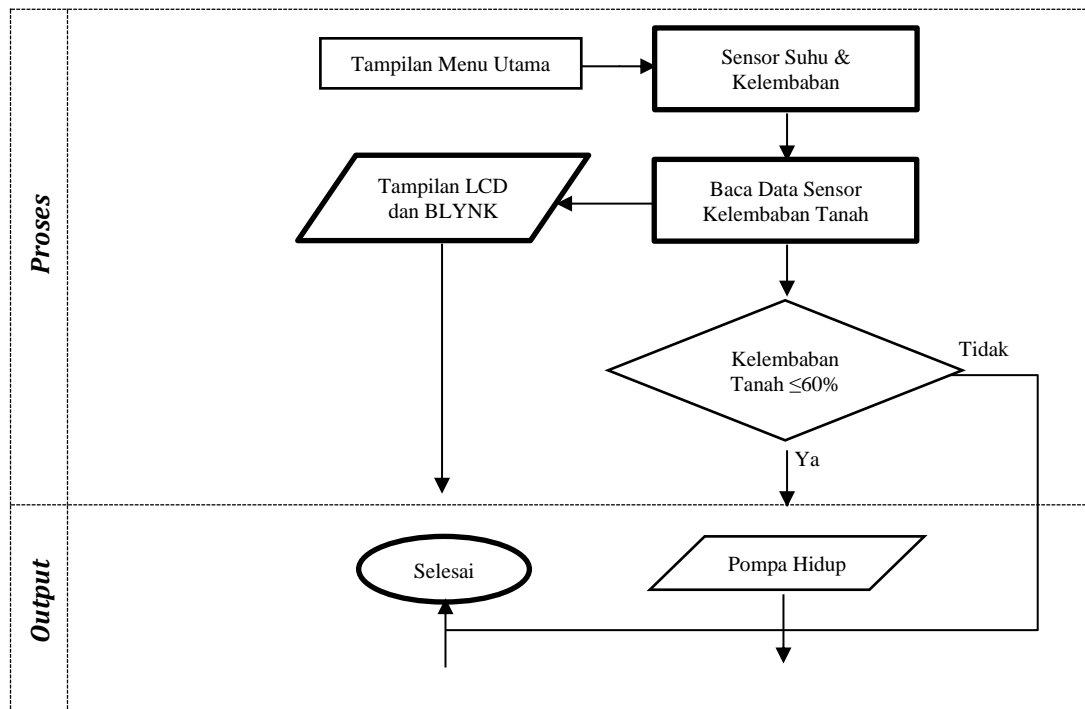 Proses
Tampilan Menu Utama
Sensor Suhu &
Kelembaban
Tampilan LCD
dan BLYNK
Baca Data Sensor
Kelembaban Tanah
Kelembaban
Tanah ≤60%
Tidak
Ya
Output
Selesai
Pompa Hidup